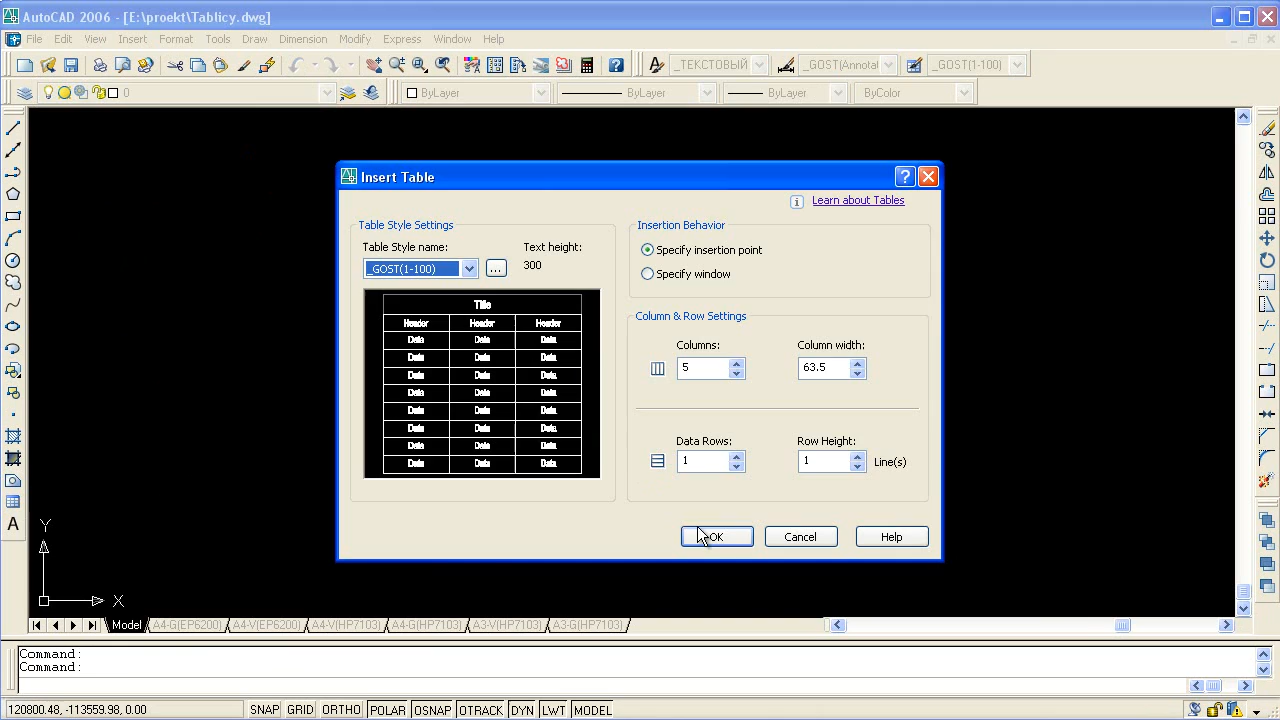 AutoCAD 2006 - [E:\proekt\Tablicy.dwg]
File Edit View Insert Format Tools Draw Dimension Modify Express Window Help
_ТЕКСТОВЫЙ _GOST(Annotal _GOST(1-100)
0 ByLayer ByLayer ByLayer ByColor
Insert Table
Learn about Tables
Table Style Settings
Table Style name: Text height:
_GOST(1-100) ... 300
Title
Header Header Header
Data Data Data
Data Data Data
Data Data Data
Data Data Data
Data Data Data
Data Data Data
Data Data Data
Data Data Data
Insertion Behavior
Specify insertion point
Specify window
Column & Row Settings
Columns: Column width:
5 63.5
Data Rows: Row Height:
1 1 Line(s)
OK Cancel Help
Y
X
A
Model A4-G(EP6200) A4-V(EP6200) A4-V(HP7103) A4-G(HP7103) A3-V(HP7103) A3-G(HP7103)
Command:
Command:
120800.48, -113559.98, 0.00 SNAP GRID ORTHO POLAR OSNAP OTRACK DYN LWT MODEL